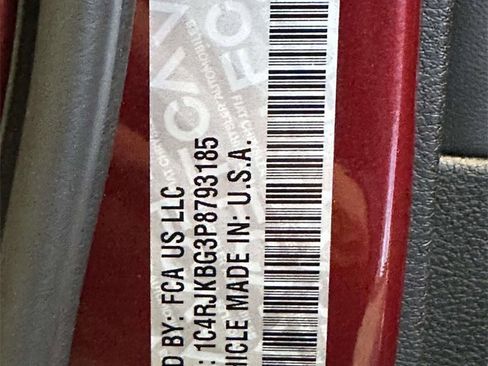 D BY: FCA US LLC
: 1C4RJKBG3P8793185
HICLE MADE IN: U.S.A.